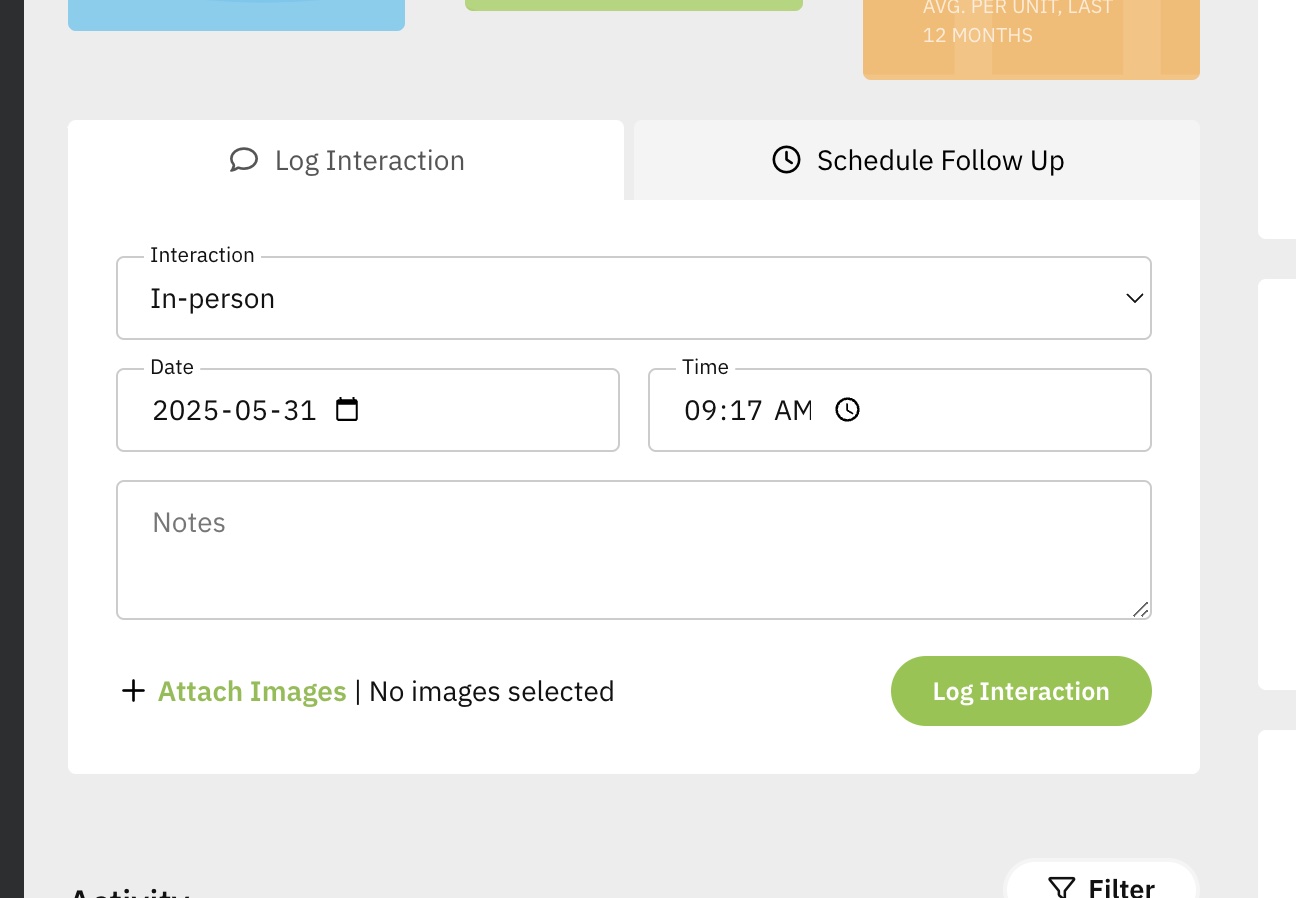 AVG. PER UNIT, LAST
12 MONTHS
Log Interaction
Schedule Follow Up
Interaction
In-person
Date
Time
2025-05-31
09:17 AM
Notes
Attach Images | No images selected
Log Interaction
Activity
Filter